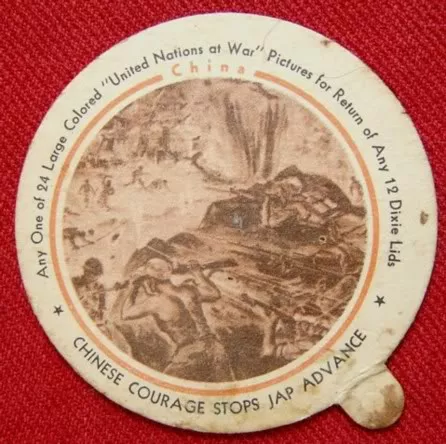 Any One of 24 Large Colored "United Nations at War" Pictures for Return of Any 12 Dixie Lids
China
★ CHINESE COURAGE STOPS JAP ADVANCE ★